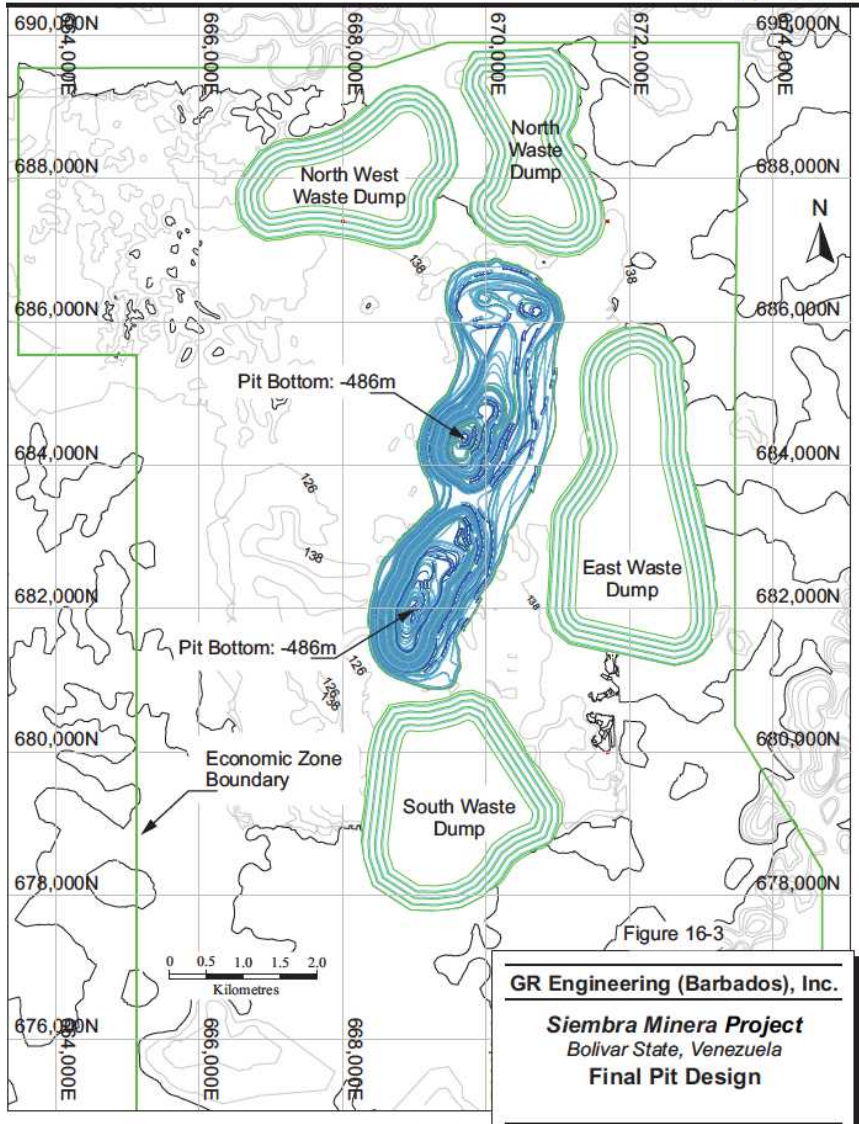 690,000N
690,000N
664,000E
666,000E
668,000E
670,000E
672,000E
674,000E
North
Waste
Dump
688,000N
688,000N
North West
Waste Dump
N
138
138
686,000N
686,000N
Pit Bottom: -486m
684,000N
684,000N
126
138
East Waste
Dump
682,000N
682,000N
138
Pit Bottom: -486m
126
126
138
680,000N
680,000N
Economic Zone
Boundary
South Waste
Dump
678,000N
678,000N
Figure 16-3
0 0.5 1.0 1.5 2.0
Kilometres
676,000N
664,000E
666,000E
668,000E
GR Engineering (Barbados), Inc.
Siembra Minera Project
Bolivar State, Venezuela
Final Pit Design